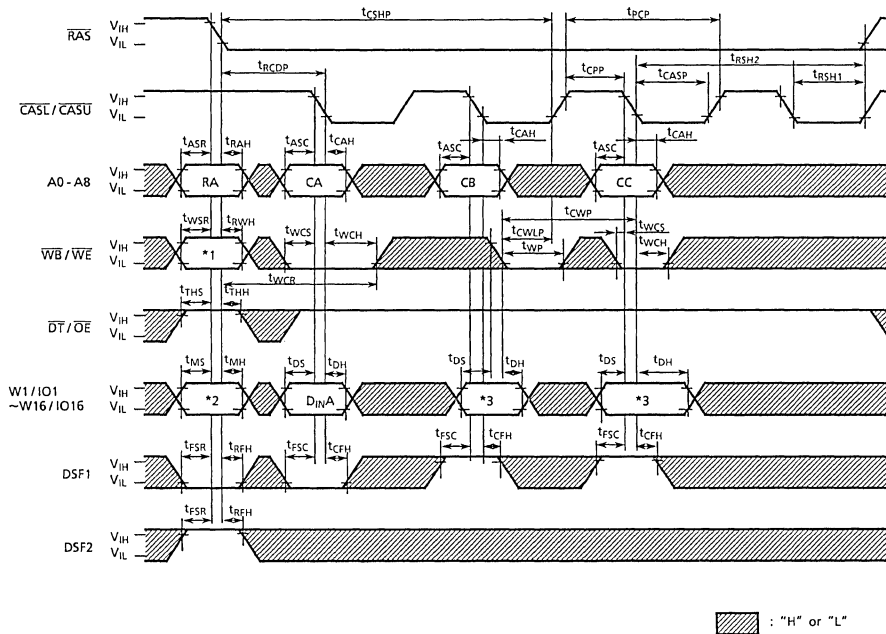 tCSHP tPCP
RAS VIH
VIL
tRCDP tCPP tRSH2
tCASP tRSH1
CASL / CASU VIH
VIL
tASR tRAH tASC tCAH tASC tCAH tASC tCAH
A0 - A8 VIH
VIL
RA CA CB CC
tWSR tRWH tWCS tWCH tCWP tCWLP tWP tWCS tWCH
WB / WE VIH
VIL
*1
tWCR
tTHS tTHH
DT / OE VIH
VIL
tMS tMH tDS tDH tDS tDH tDS tDH
W1 / IO1
~W16 / IO16
VIH
VIL
*2 DINA *3 *3
tFSR tRFH tFSC tCFH tFSC tCFH tFSC tCFH
DSF1 VIH
VIL
tFSR tRFH
DSF2 VIH
VIL
: "H" or "L"